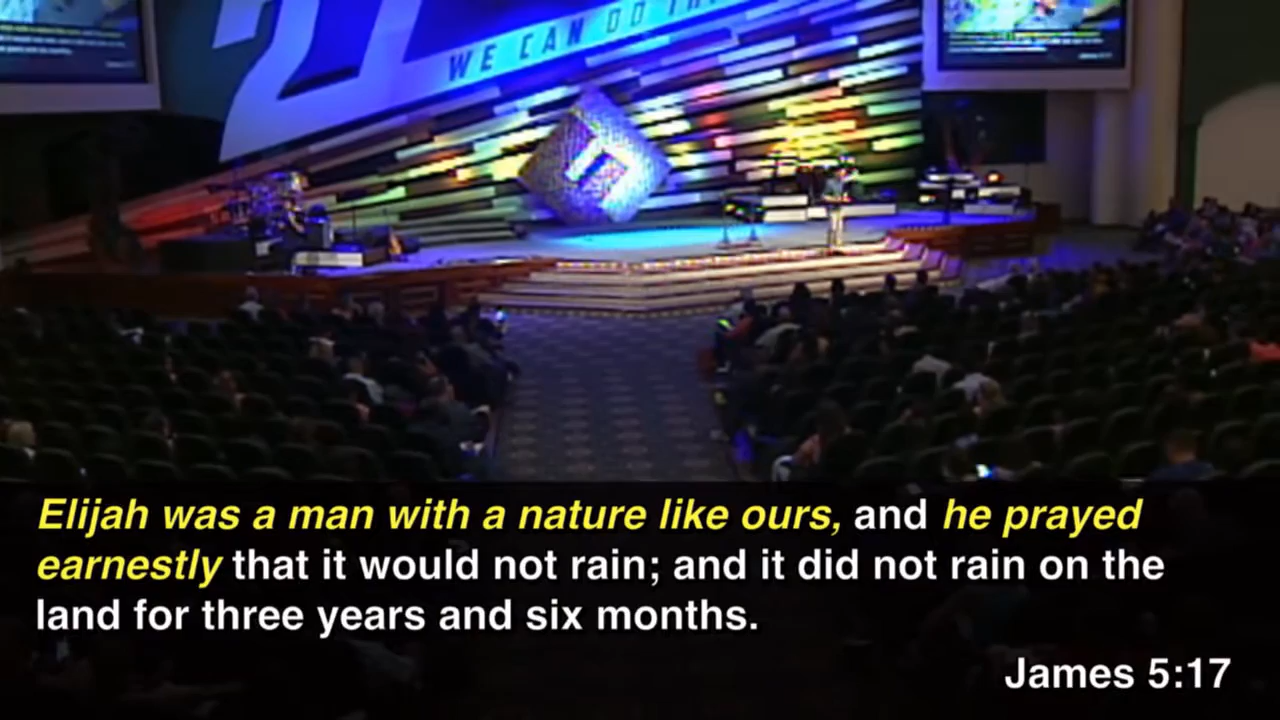 21
WE CAN DO
Elijah was a man with a nature like ours, and he prayed
earnestly that it would not rain; and it did not rain on the
land for three years and six months.
James 5:17